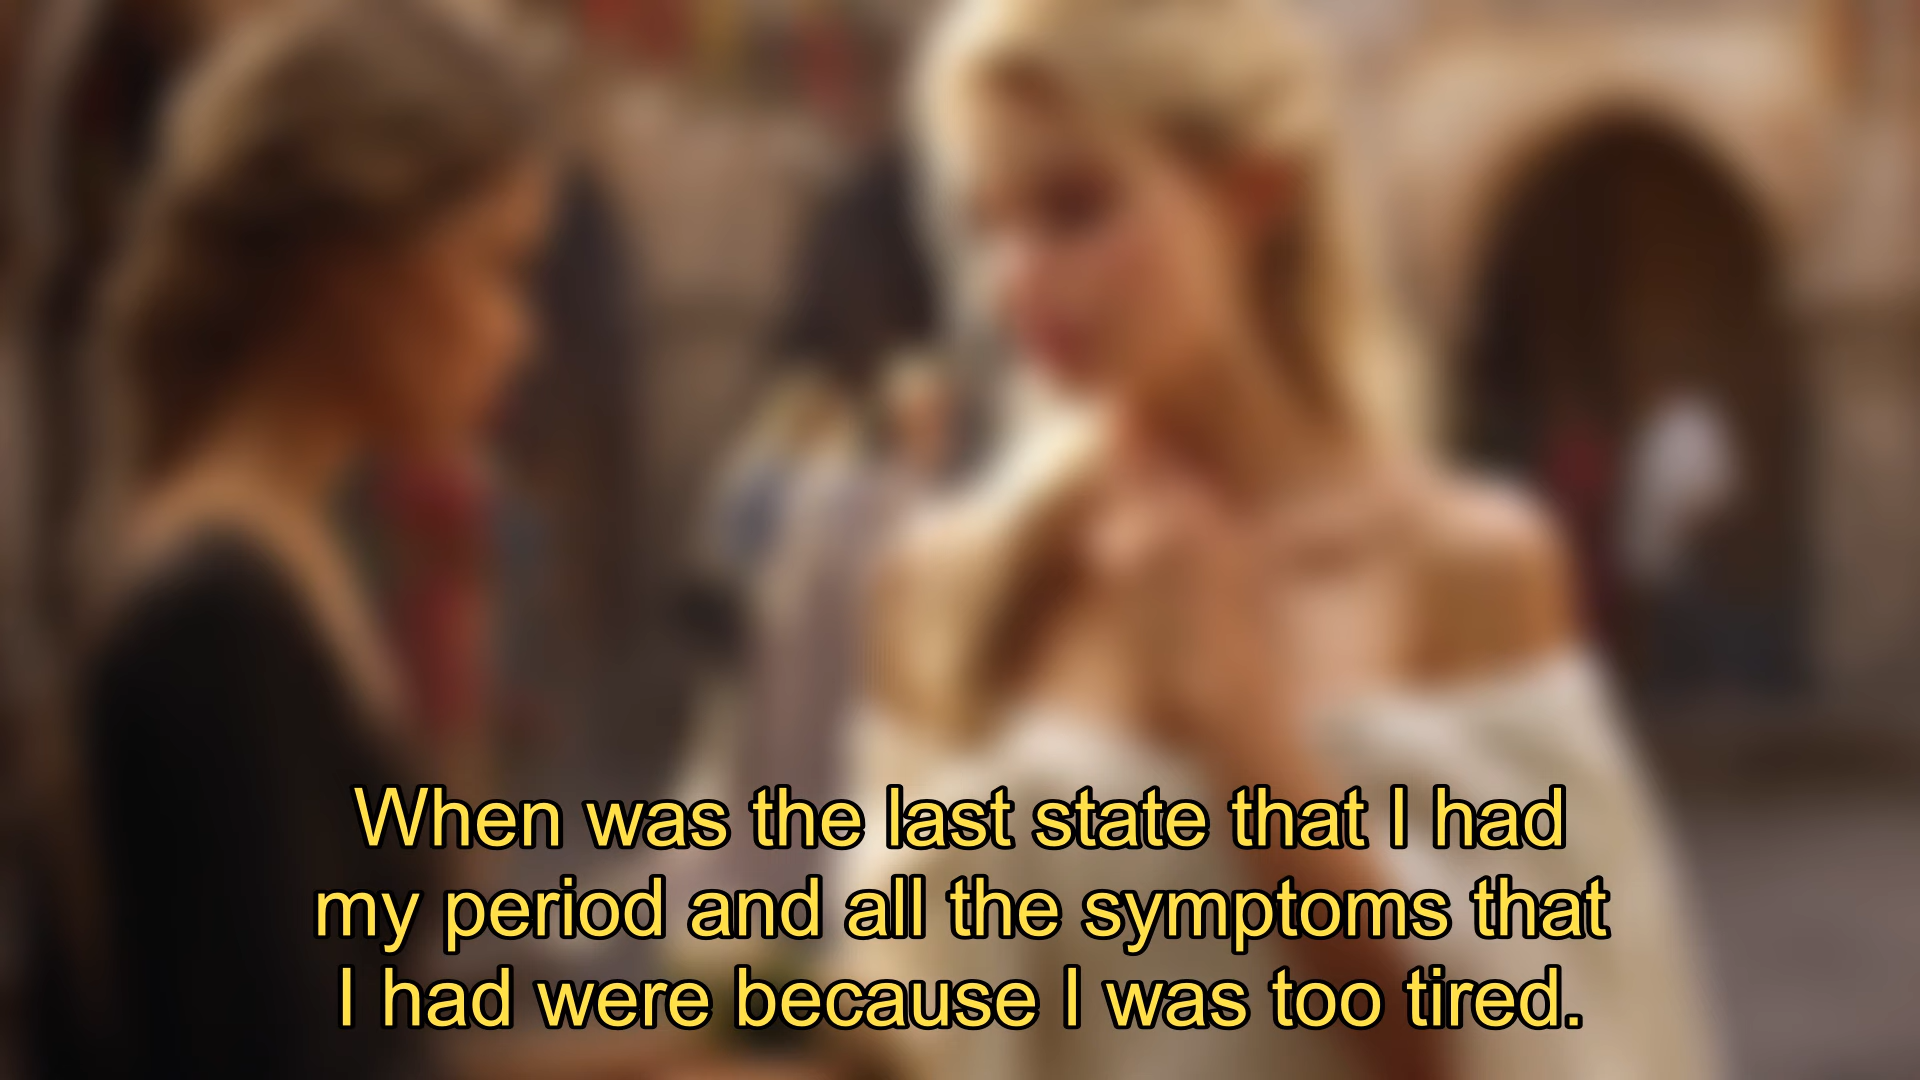 When was the last state that I had
my period and all the symptoms that
I had were because I was too tired.